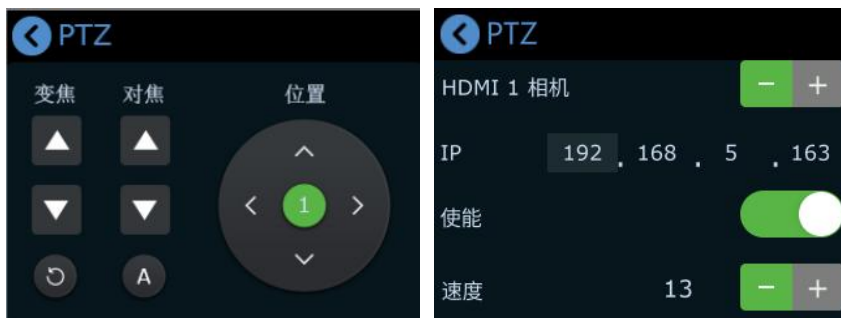 PTZ
变焦 对焦 位置
1
A
PTZ
HDMI 1 相机 − +
IP 192 . 168 . 5 . 163
使能
速度 13 − +